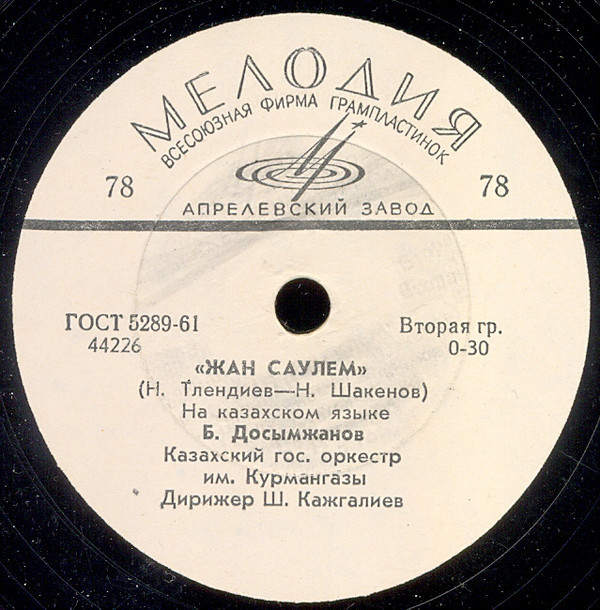 МЕЛОДИЯ
ВСЕСОЮЗНАЯ ФИРМА ГРАМПЛАСТИНОК
78
78
АПРЕЛЕВСКИЙ ЗАВОД
ГОСТ 5289-61
Вторая гр.
44226
0-30
«ЖАН САУЛЕМ»
(Н. Тлендиев—Н. Шакенов)
На казахском языке
Б. Досымжанов
Казахский гос. оркестр
им. Курмангазы
Дирижер Ш. Кажгалиев